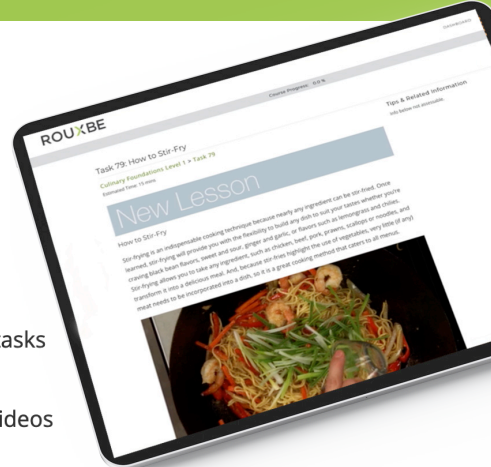 DASHBOARD
Course Progress: 0.0 %
ROUXBE
Tips & Related Information
Info below not assessable.
Task 79: How to Stir-Fry
Culinary Foundations Level 1 > Task 79
Estimated Time: 15 mins
New Lesson
How to Stir-Fry
Stir-frying is an indispensable cooking technique because nearly any ingredient can be stir-fried. Once
learned, stir-frying will provide you with the flexibility to build any dish to suit your tastes whether you're
craving black bean flavors, sweet and sour, ginger and garlic, or flavors such as lemongrass and chilies.
Stir-frying allows you to take any ingredient, such as chicken, beef, pork, prawns, scallops or noodles, and
transform it into a delicious meal. And, because stir-fries highlight the use of vegetables, very little (if any)
meat needs to be incorporated into a dish, so it is a great cooking method that caters to all menus.
tasks
ideos